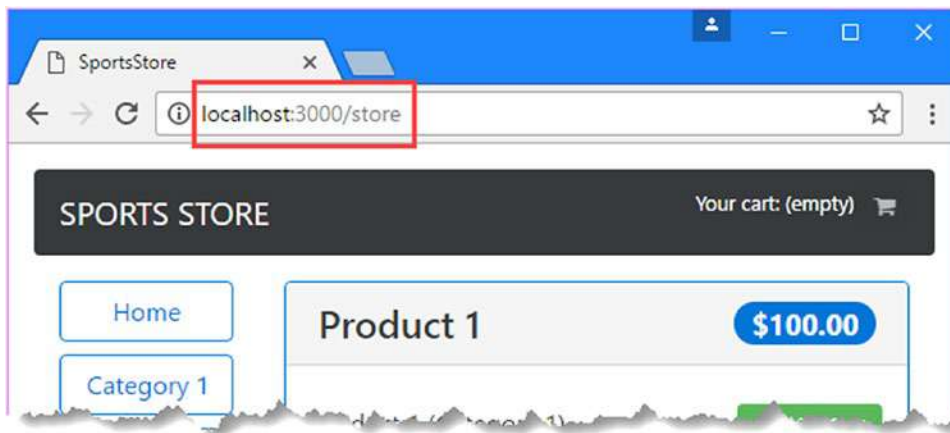 SportsStore
localhost:3000/store
SPORTS STORE
Your cart: (empty)
Home
Product 1
$100.00
Category 1